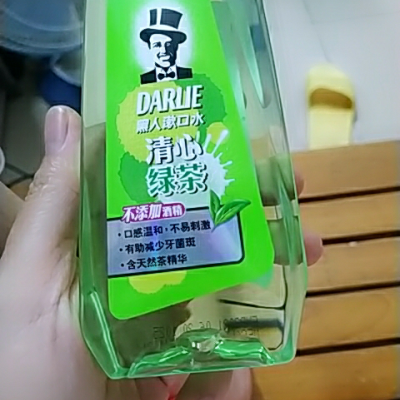 DARLIE
黑人漱口水
清心
绿茶
不添加酒精
·口感温和·不易刺激
·有助减少牙菌斑
·含天然茶精华